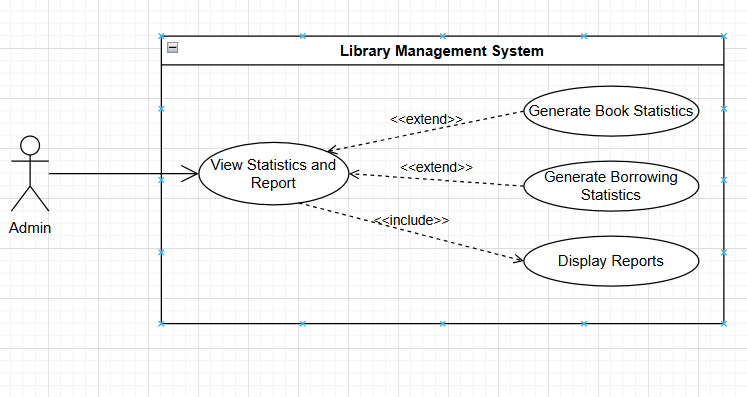 Library Management System
<<extend>>
Generate Book Statistics
View Statistics and
Report
<<extend>>
Generate Borrowing
Statistics
Admin
<<include>>
Display Reports